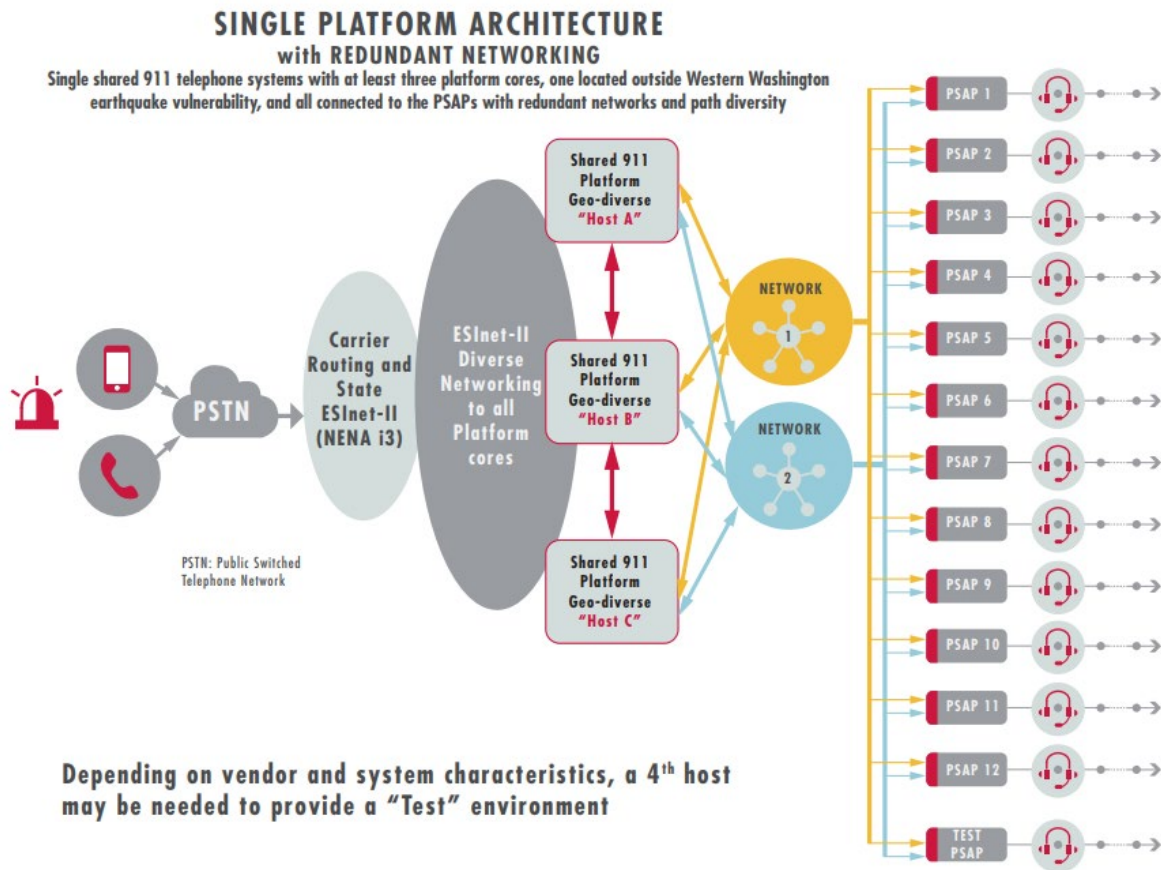 SINGLE PLATFORM ARCHITECTURE
with REDUNDANT NETWORKING
Single shared 911 telephone systems with at least three platform cores, one located outside Western Washington
earthquake vulnerability, and all connected to the PSAPs with redundant networks and path diversity
PSTN
PSTN: Public Switched
Telephone Network
Carrier
Routing and
State
ESInet-II
(NENA i3)
ESInet-II
Diverse
Networking
to all
Platform
cores
Shared 911
Platform
Geo-diverse
"Host A"
Shared 911
Platform
Geo-diverse
"Host B"
Shared 911
Platform
Geo-diverse
"Host C"
NETWORK
1
NETWORK
2
PSAP 1
PSAP 2
PSAP 3
PSAP 4
PSAP 5
PSAP 6
PSAP 7
PSAP 8
PSAP 9
PSAP 10
PSAP 11
PSAP 12
TEST
PSAP
Depending on vendor and system characteristics, a 4th host
may be needed to provide a “Test” environment